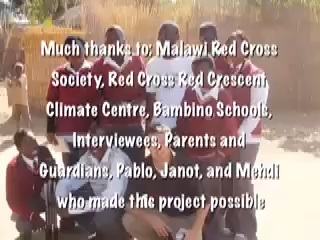 Much thanks to; Malawi Red Cross
Society, Red Cross Red Crescent
Climate Centre, Bambino Schools,
Interviewees, Parents and
Guardians, Pablo, Janot, and Mehdi
who made this project possible